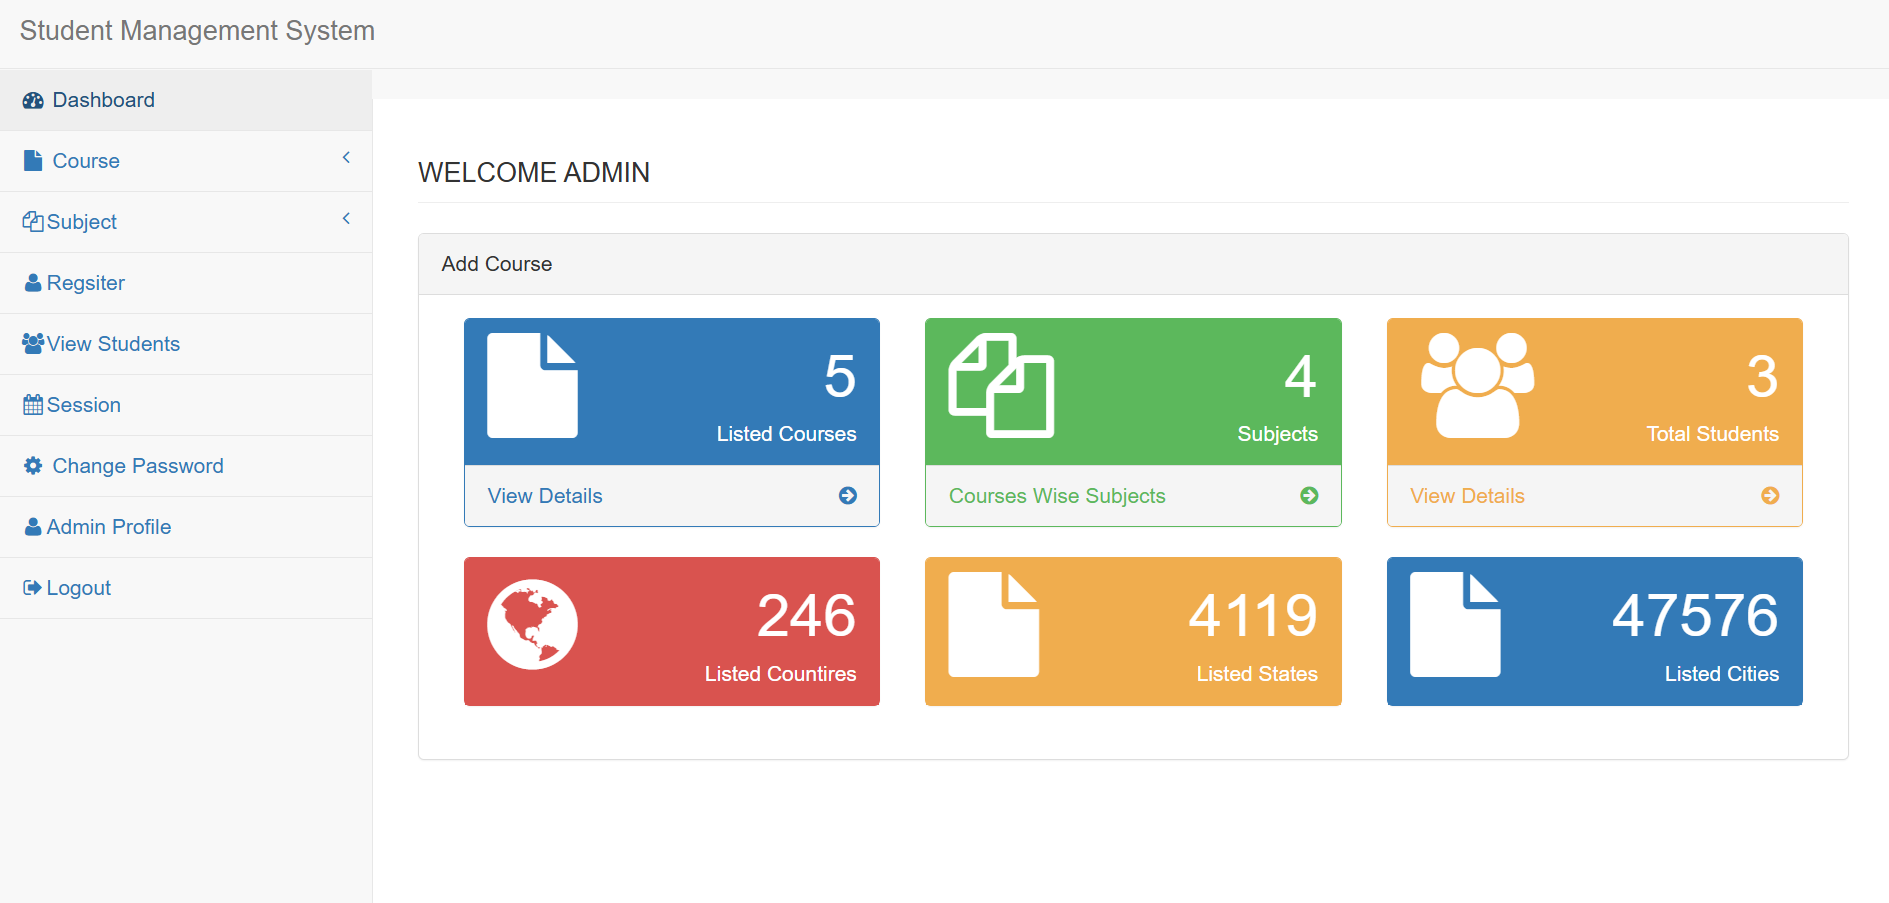 Student Management System
Dashboard
Course
Subject
Regsiter
View Students
Session
Change Password
Admin Profile
Logout
WELCOME ADMIN
Add Course
5
Listed Courses
View Details
4
Subjects
Courses Wise Subjects
3
Total Students
View Details
246
Listed Countires
4119
Listed States
47576
Listed Cities